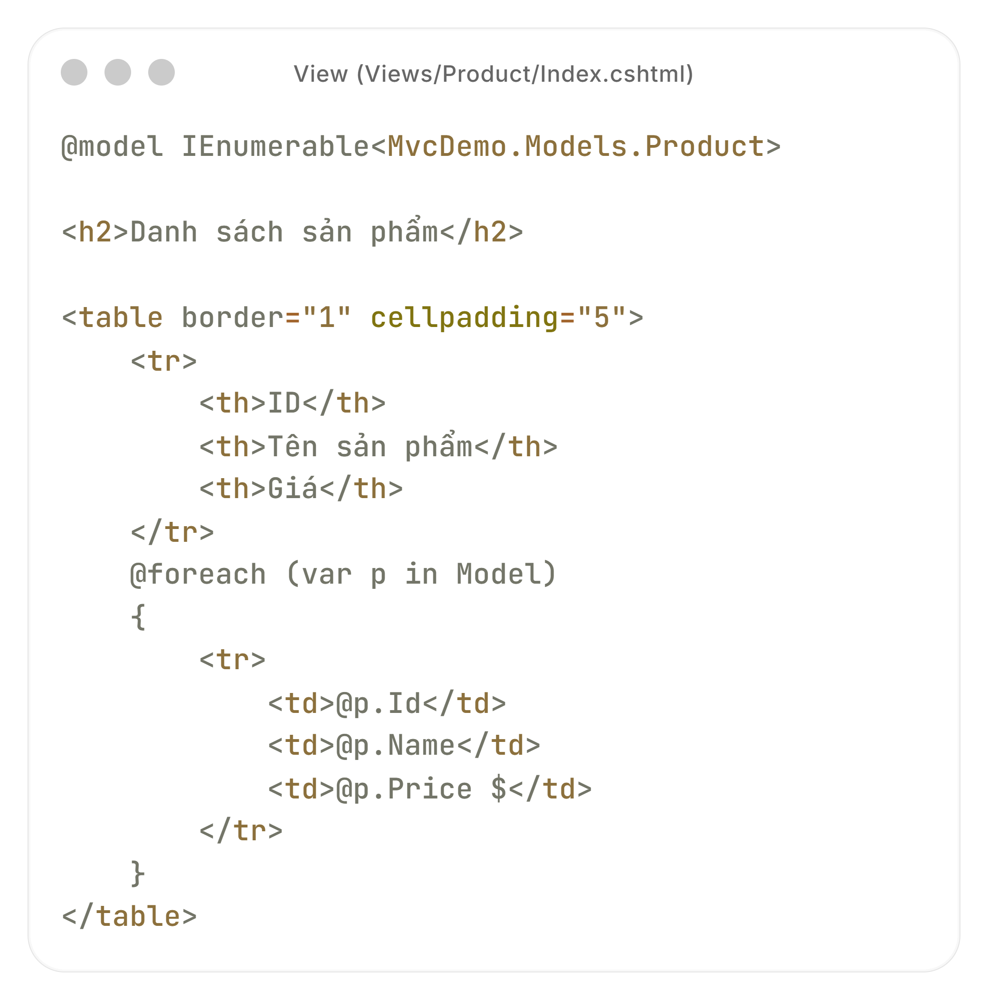 View (Views/Product/Index.cshtml)
@model IEnumerable<MvcDemo.Models.Product>
<h2>Danh sách sản phẩm</h2>
<table border="1" cellpadding="5">
    <tr>
        <th>ID</th>
        <th>Tên sản phẩm</th>
        <th>Giá</th>
    </tr>
    @foreach (var p in Model)
    {
        <tr>
            <td>@p.Id</td>
            <td>@p.Name</td>
            <td>@p.Price $</td>
        </tr>
    }
</table>